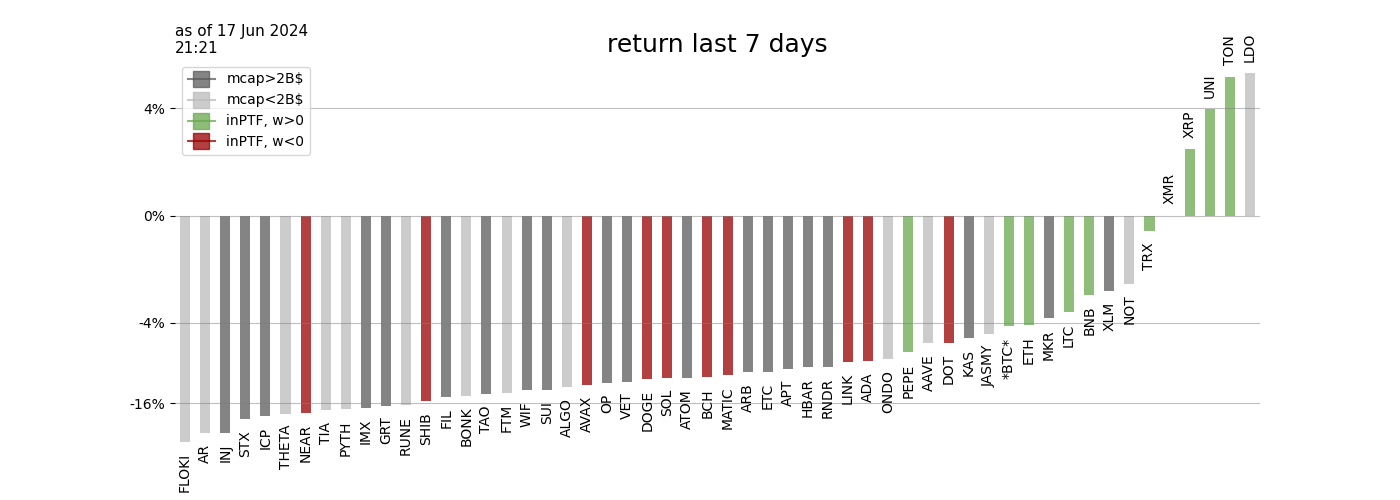 as of 17 Jun 2024
21:21
return last 7 days
mcap>2B$
mcap<2B$
inPTF, w>0
inPTF, w<0
4%
0%
-4%
-16%
FLOKI
AR
INJ
STX
ICP
THETA
NEAR
TIA
PYTH
IMX
GRT
RUNE
SHIB
FIL
BONK
TAO
FTM
WIF
SUI
ALGO
AVAX
OP
VET
DOGE
SOL
ATOM
BCH
MATIC
ARB
ETC
APT
HBAR
RNDR
LINK
ADA
ONDO
PEPE
AAVE
DOT
KAS
JASMY
*BTC*
ETH
MKR
LTC
BNB
XLM
NOT
TRX
XMR
XRP
UNI
TON
LDO